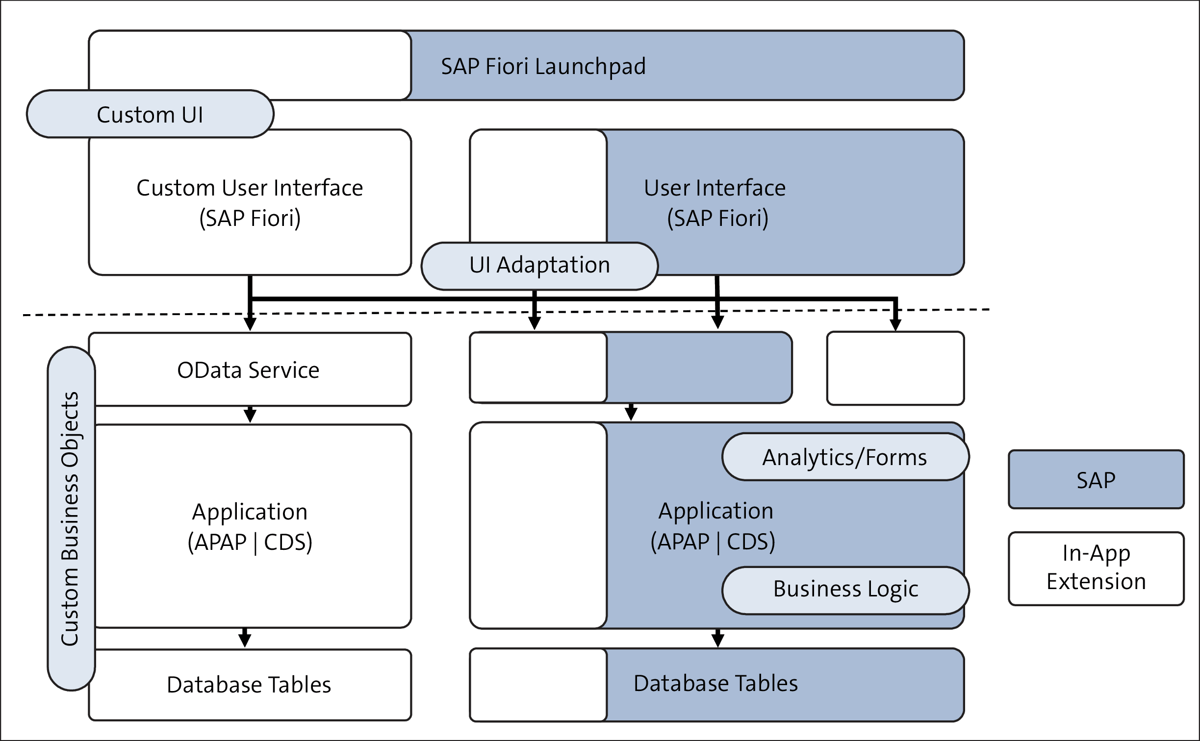 SAP Fiori Launchpad
Custom UI
Custom User Interface
(SAP Fiori)
User Interface
(SAP Fiori)
UI Adaptation
Custom Business Objects
OData Service
Application
(APAP | CDS)
Database Tables
Analytics/Forms
Application
(APAP | CDS)
Business Logic
Database Tables
SAP
In-App
Extension